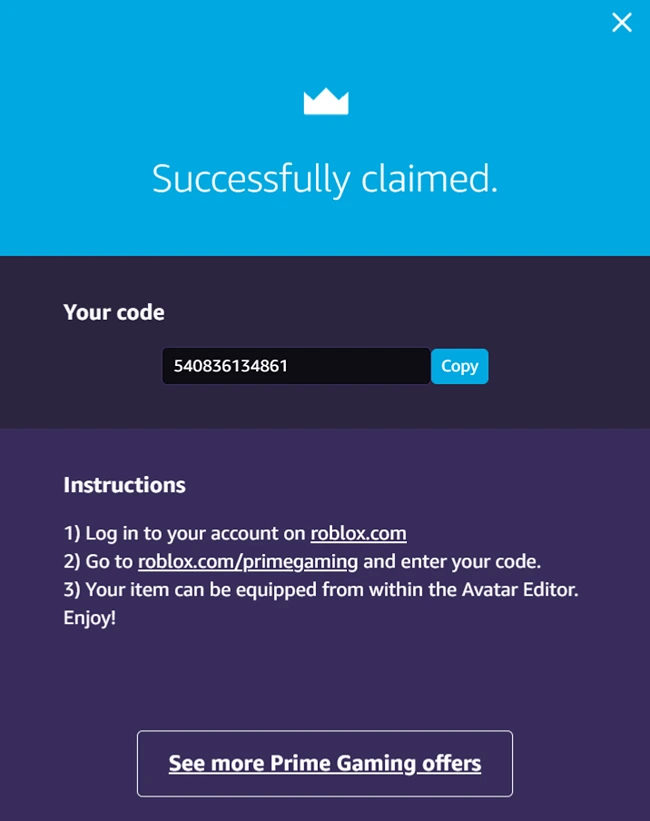 Successfully claimed.
Your code
540836134861
Copy
Instructions
1) Log in to your account on roblox.com
2) Go to roblox.com/primegaming and enter your code.
3) Your item can be equipped from within the Avatar Editor.
Enjoy!
See more Prime Gaming offers